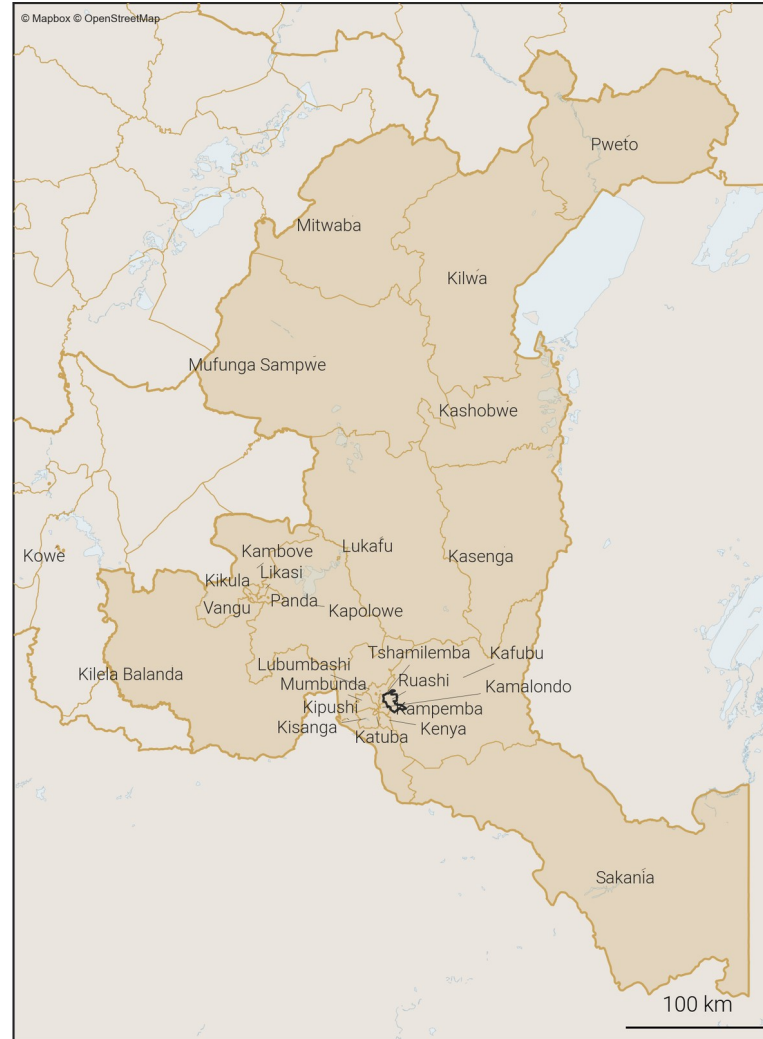 © Mapbox © OpenStreetMap
Pweto
Mitwaba
Kilwa
Mufunga Sampwe
Kashobwe
Lukafu
Kambove
Kowe
Kasenga
Likasi
Kikula
Panda
Vangu
Kapolowe
Tshamilemba
Kafubu
Lubumbashi
Kilela Balanda
Ruashi
Mumbunda
Kamalondo
Kipushi
Kampemba
Kisanga
Kenya
Katuba
Sakania
100 km